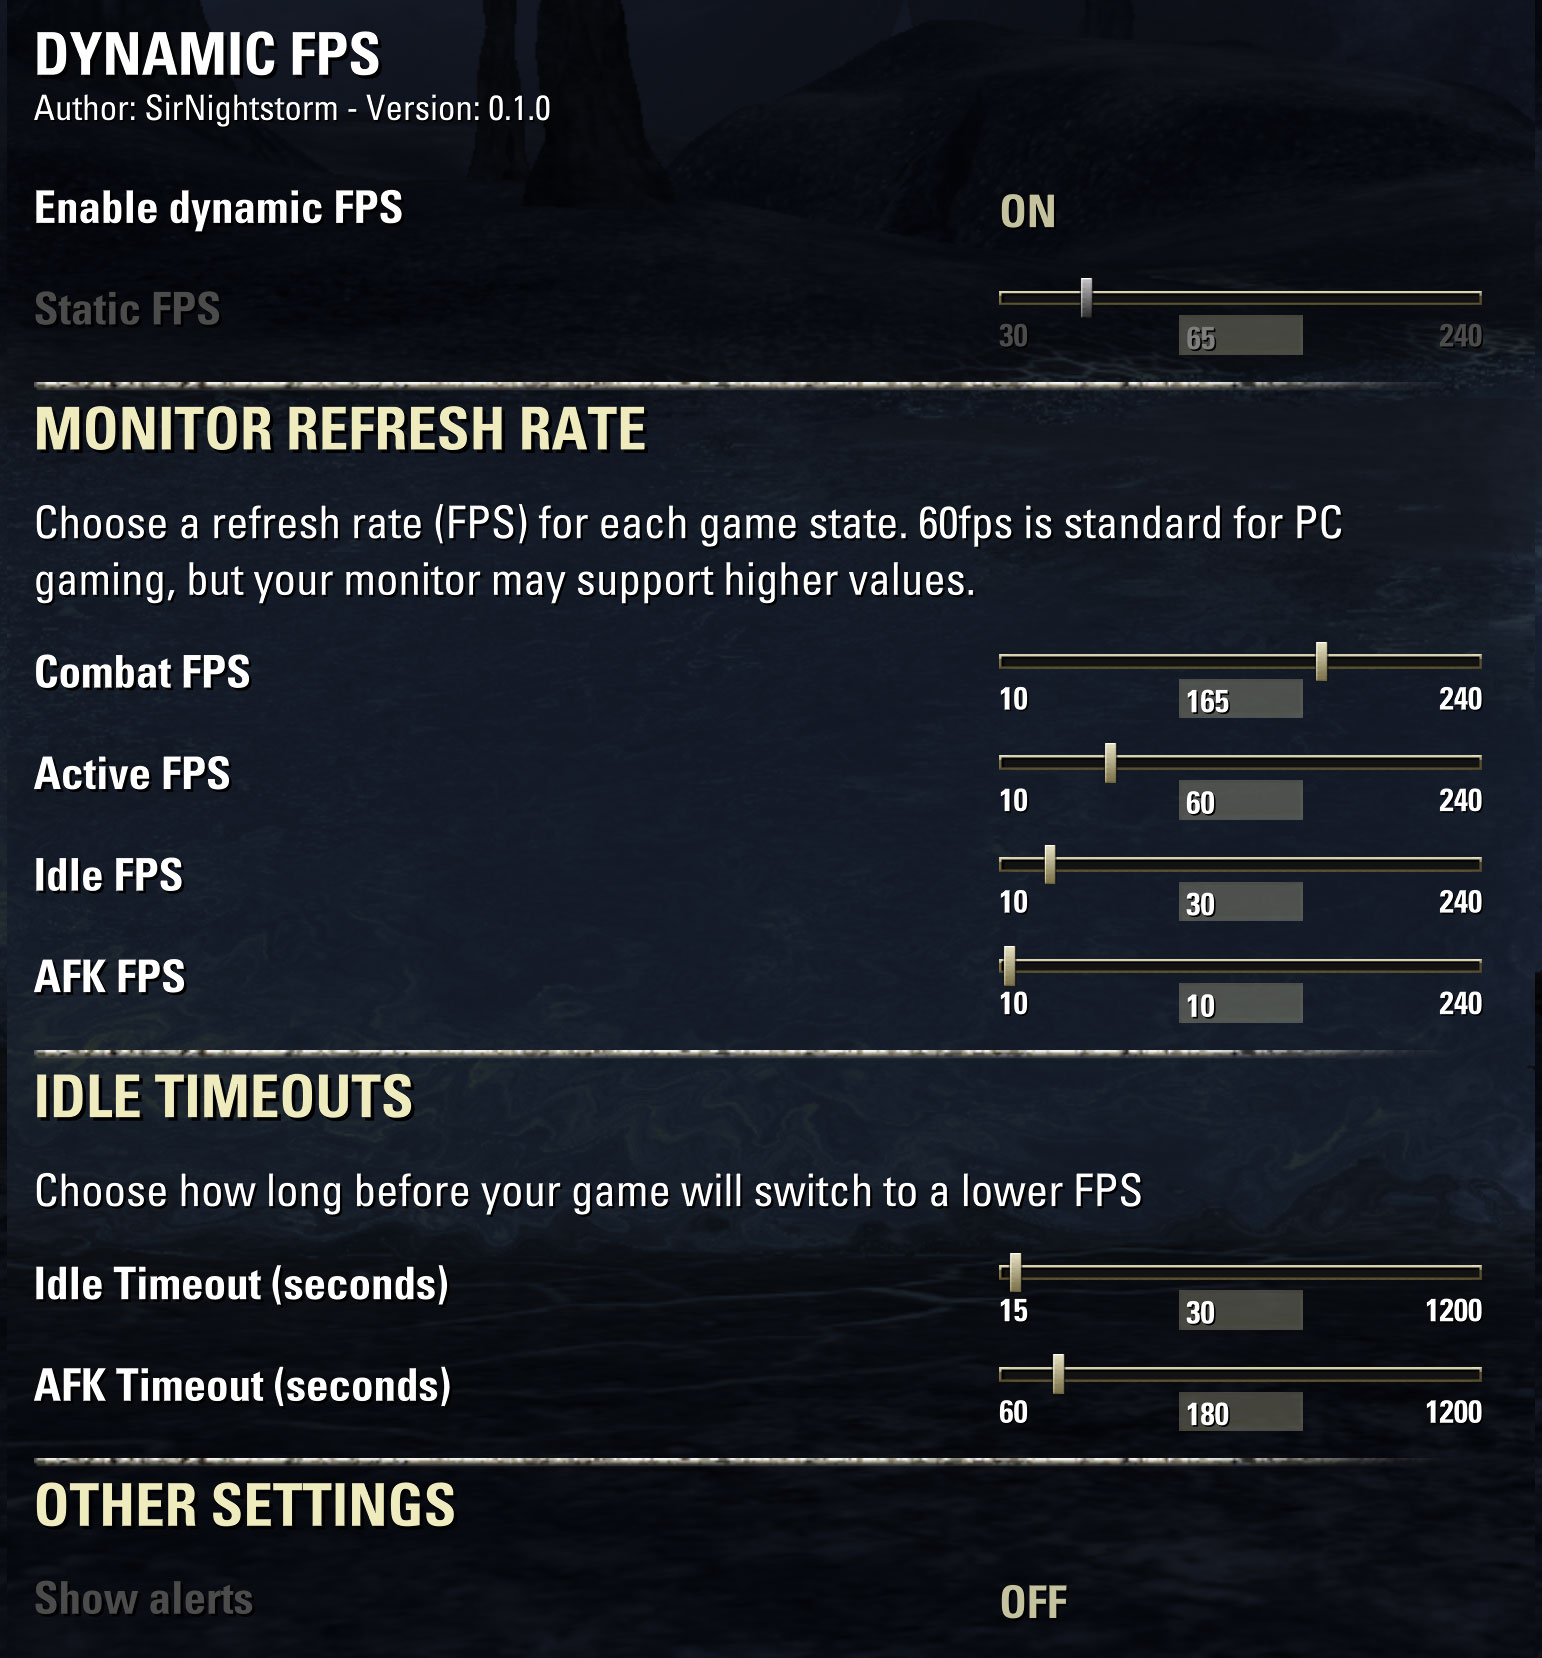 DYNAMIC FPS
Author: SirNightstorm - Version: 0.1.0
Enable dynamic FPS ON
Static FPS
30 65 240
MONITOR REFRESH RATE
Choose a refresh rate (FPS) for each game state. 60fps is standard for PC
gaming, but your monitor may support higher values.
Combat FPS
10 165 240
Active FPS
10 60 240
Idle FPS
10 30 240
AFK FPS
10 10 240
IDLE TIMEOUTS
Choose how long before your game will switch to a lower FPS
Idle Timeout (seconds)
15 30 1200
AFK Timeout (seconds)
60 180 1200
OTHER SETTINGS
Show alerts OFF